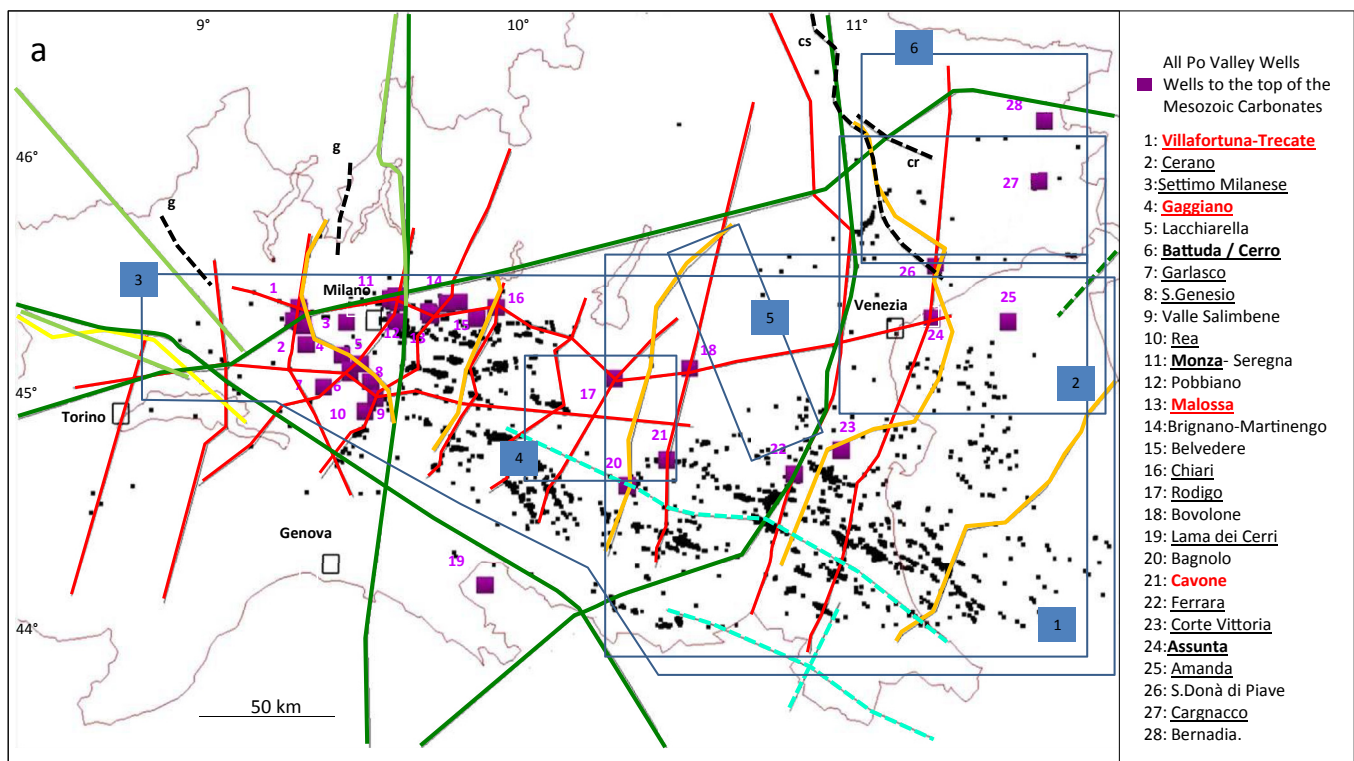 9°
10°
11°
a
cs
6
28
46°
g
cr
27
g
3
26
1
Milano
11
14
16
25
3
12
15
Venezia
13
5
24
2
4
5
18
8
2
45°
7
6
17
Torino
10
9
23
21
4
22
20
Genova
19
44°
1
50 km
All Po Valley Wells
Wells to the top of the
Mesozoic Carbonates
1: Villafortuna-Trecate
2: Cerano
3:Settimo Milanese
4: Gaggiano
5: Lacchiarella
6: Battuda / Cerro
7: Garlasco
8: S.Genesio
9: Valle Salimbene
10: Rea
11: Monza- Seregna
12: Pobbiano
13: Malossa
14:Brignano-Martinengo
15: Belvedere
16: Chiari
17: Rodigo
18: Bovolone
19: Lama dei Cerri
20: Bagnolo
21: Cavone
22: Ferrara
23: Corte Vittoria
24:Assunta
25: Amanda
26: S.Donà di Piave
27: Cargnacco
28: Bernadia.